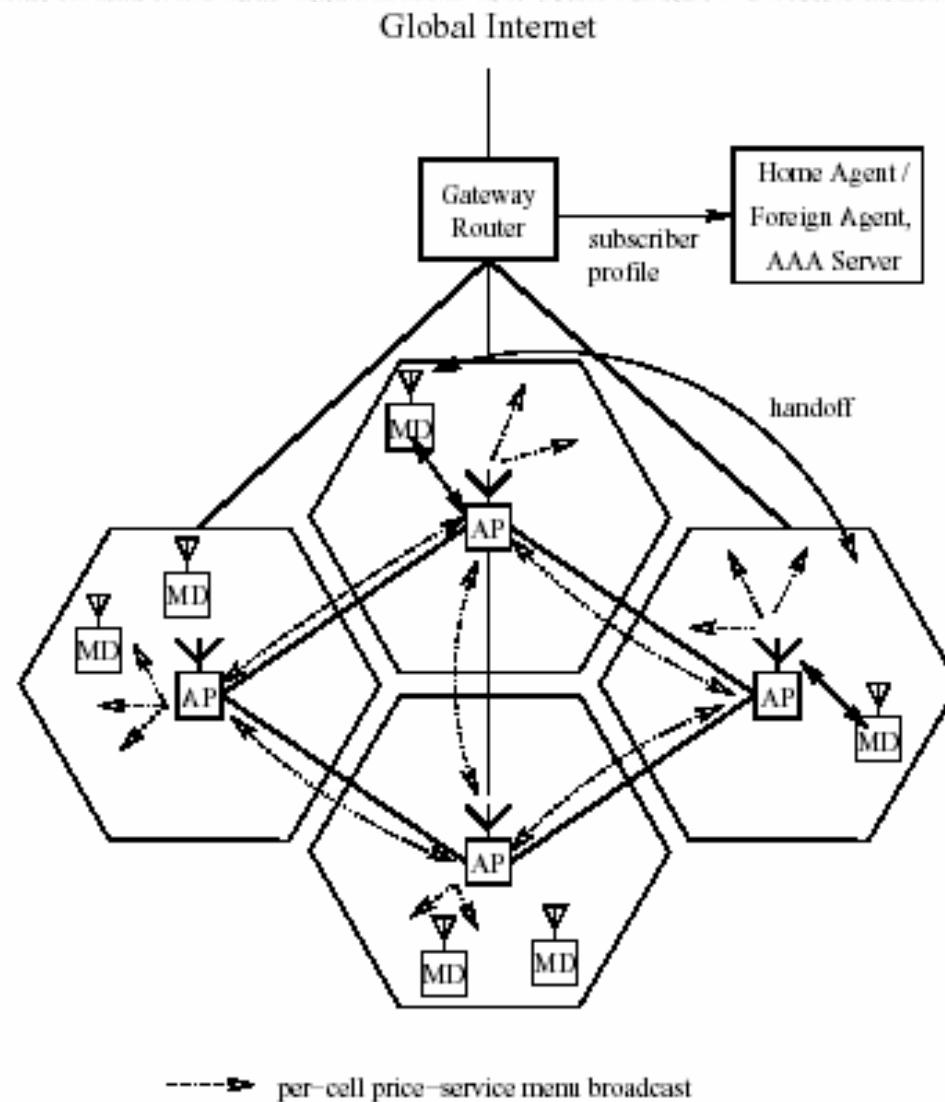 Global Internet
Gateway
Router
Home Agent /
Foreign Agent,
AAA Server
subscriber
profile
handoff
MD
AP
MD
MD
AP
AP
MD
AP
MD
MD
per-cell price-service menu broadcast